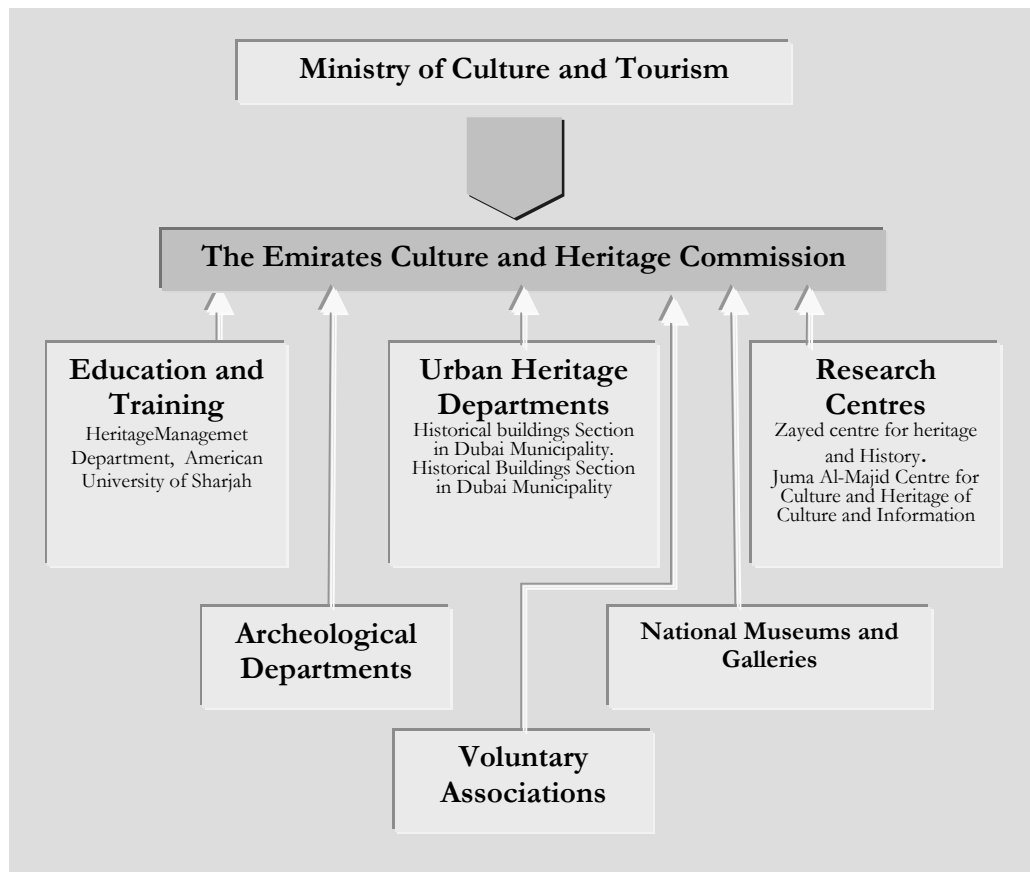 Ministry of Culture and Tourism
The Emirates Culture and Heritage Commission
Education and
Training
HeritageManagemet
Department, American
University of Sharjah
Urban Heritage
Departments
Historical buildings Section
in Dubai Municipality.
Historical Buildings Section
in Dubai Municipality
Research
Centres
Zayed centre for heritage
and History.
Juma Al-Majid Centre for
Culture and Heritage of
Culture and Information
Archeological
Departments
National Museums and
Galleries
Voluntary
Associations